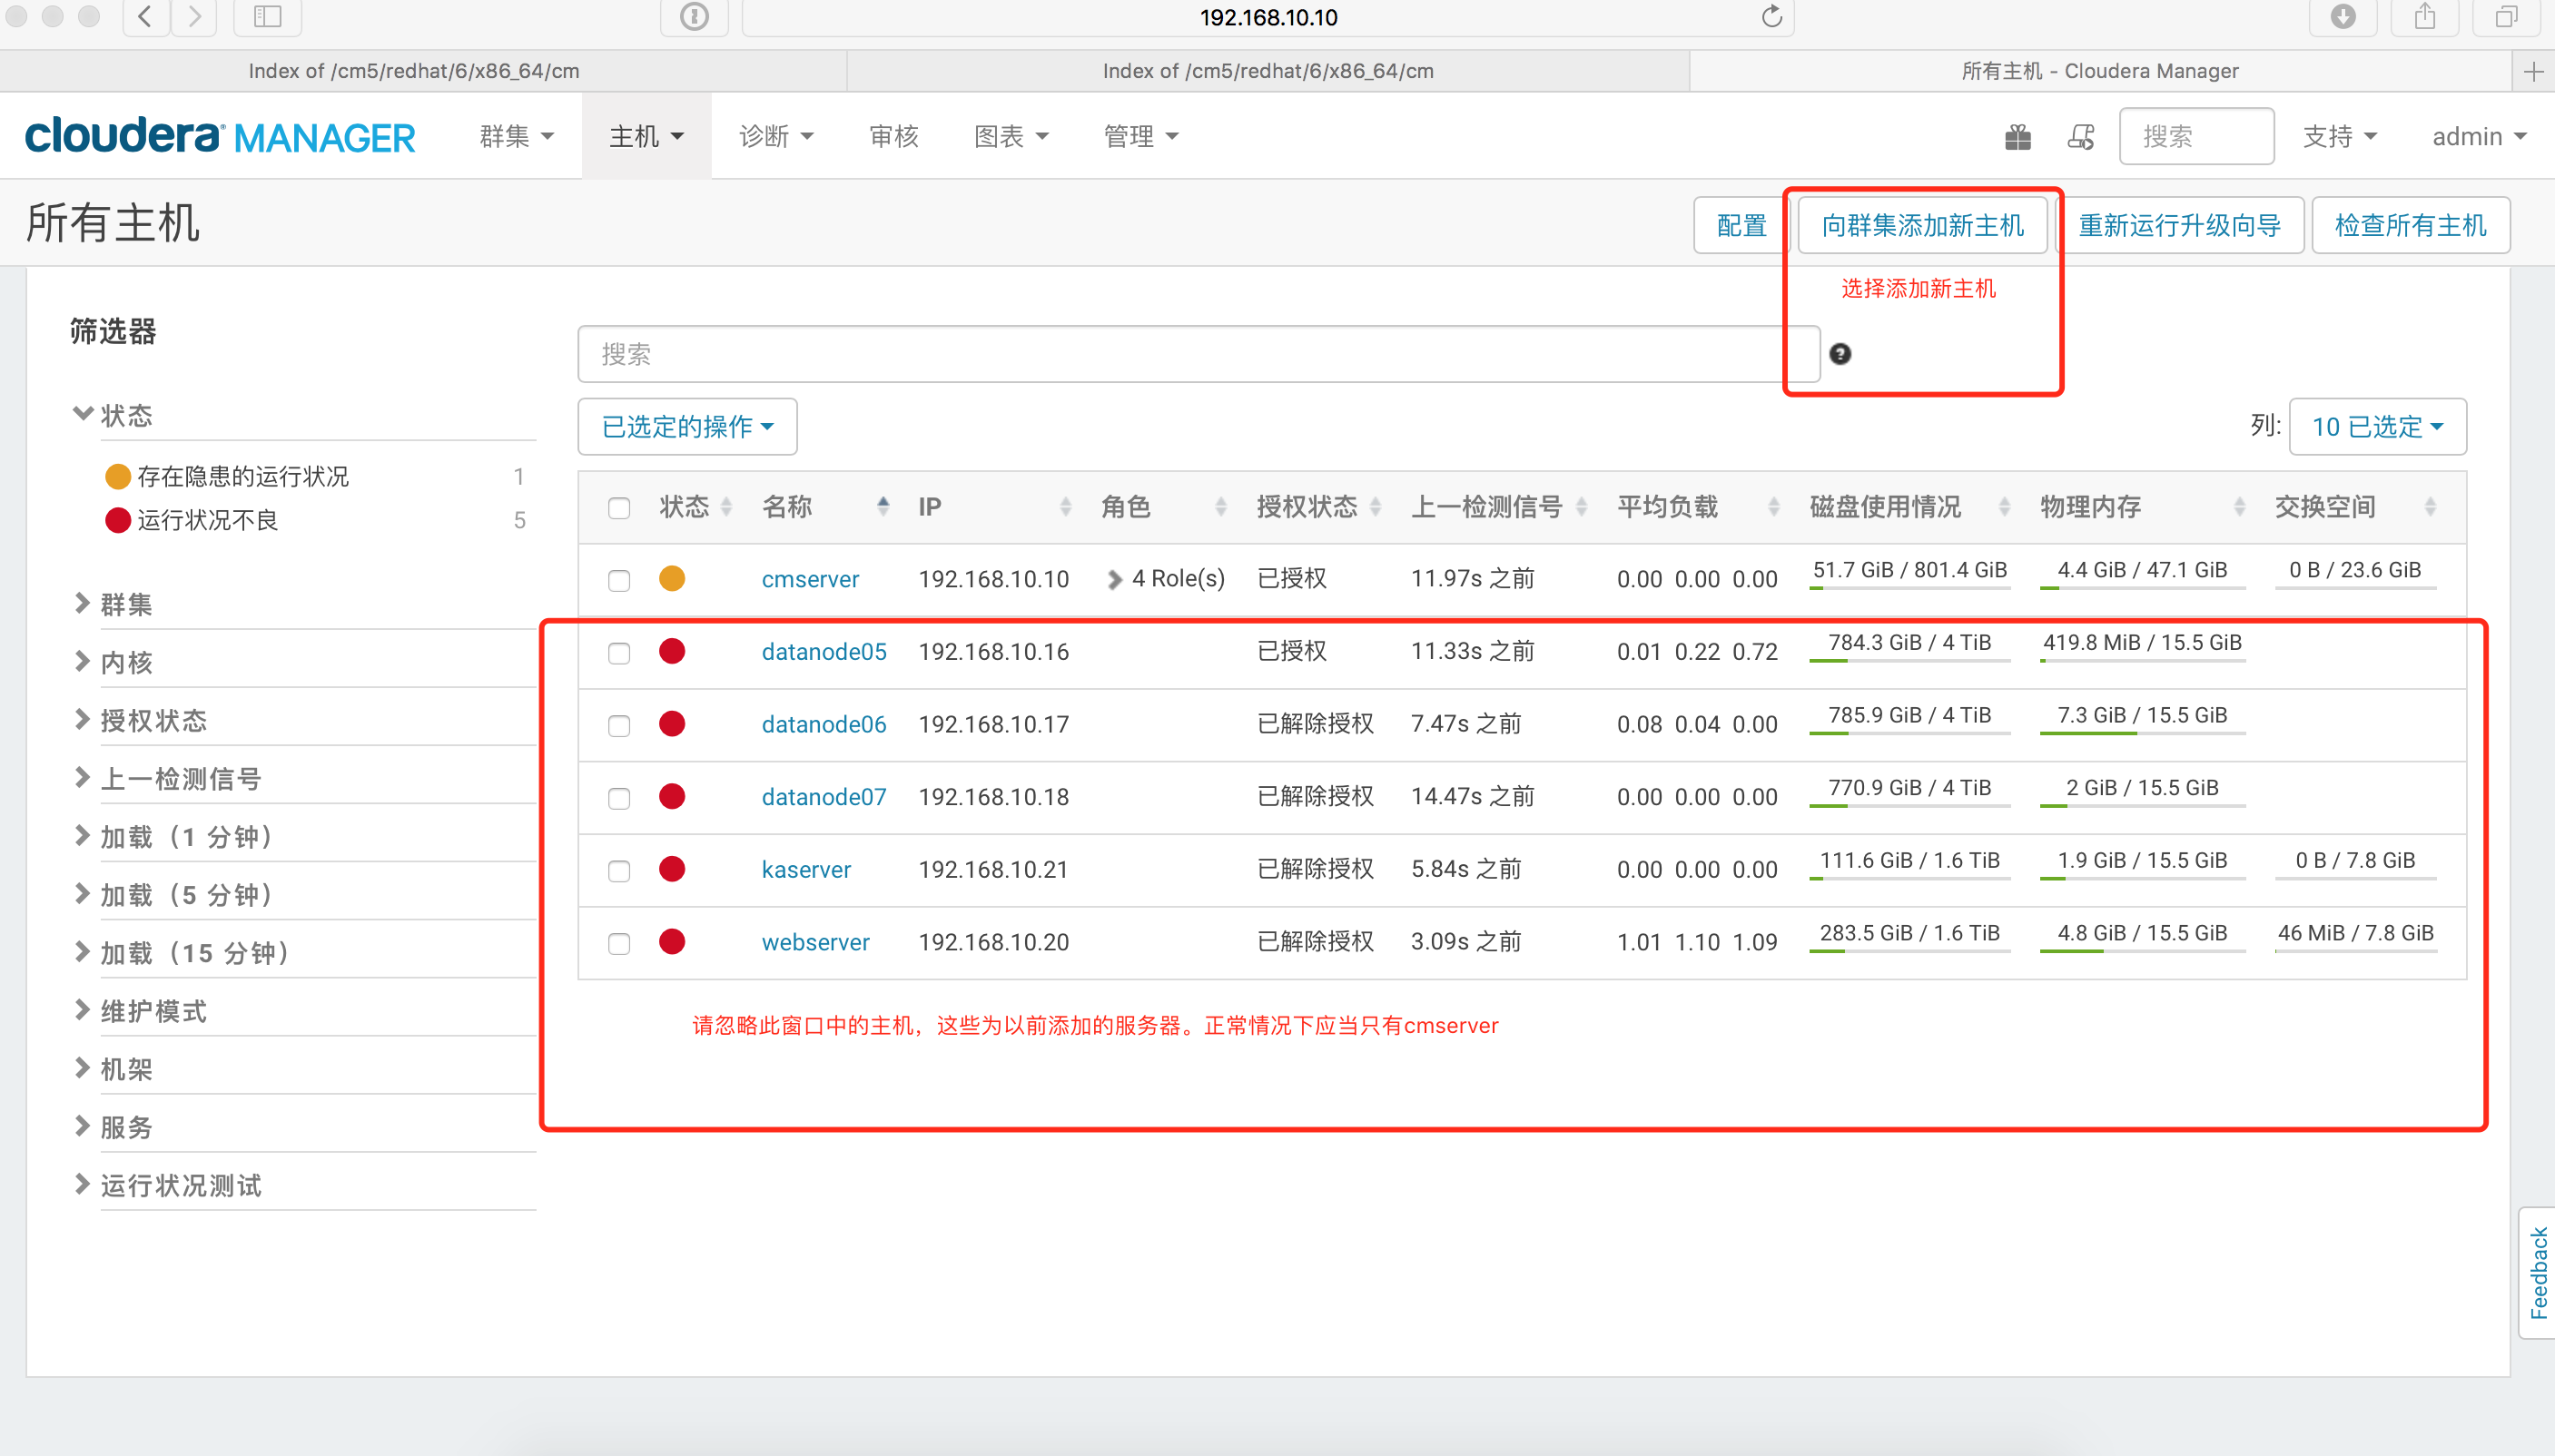 192.168.10.10
Index of /cm5/redhat/6/x86_64/cm
Index of /cm5/redhat/6/x86_64/cm
所有主机 - Cloudera Manager
cloudera MANAGER
群集
主机
诊断
审核
图表
管理
搜索
支持
admin
所有主机
配置
向群集添加新主机
重新运行升级向导
检查所有主机
选择添加新主机
筛选器
搜索
状态
已选定的操作
列: 10 已选定
存在隐患的运行状况 1
运行状况不良 5
群集
内核
授权状态
上一检测信号
加载（1 分钟）
加载（5 分钟）
加载（15 分钟）
维护模式
机架
服务
运行状况测试
状态 名称 IP 角色 授权状态 上一检测信号 平均负载 磁盘使用情况 物理内存 交换空间
cmserver 192.168.10.10 4 Role(s) 已授权 11.97s 之前 0.00 0.00 0.00 51.7 GiB / 801.4 GiB 4.4 GiB / 47.1 GiB 0 B / 23.6 GiB
datanode05 192.168.10.16 已授权 11.33s 之前 0.01 0.22 0.72 784.3 GiB / 4 TiB 419.8 MiB / 15.5 GiB
datanode06 192.168.10.17 已解除授权 7.47s 之前 0.08 0.04 0.00 785.9 GiB / 4 TiB 7.3 GiB / 15.5 GiB
datanode07 192.168.10.18 已解除授权 14.47s 之前 0.00 0.00 0.00 770.9 GiB / 4 TiB 2 GiB / 15.5 GiB
kaserver 192.168.10.21 已解除授权 5.84s 之前 0.00 0.00 0.00 111.6 GiB / 1.6 TiB 1.9 GiB / 15.5 GiB 0 B / 7.8 GiB
webserver 192.168.10.20 已解除授权 3.09s 之前 1.01 1.10 1.09 283.5 GiB / 1.6 TiB 4.8 GiB / 15.5 GiB 46 MiB / 7.8 GiB
请忽略此窗口中的主机，这些为以前添加的服务器。正常情况下应当只有cmserver
Feedback